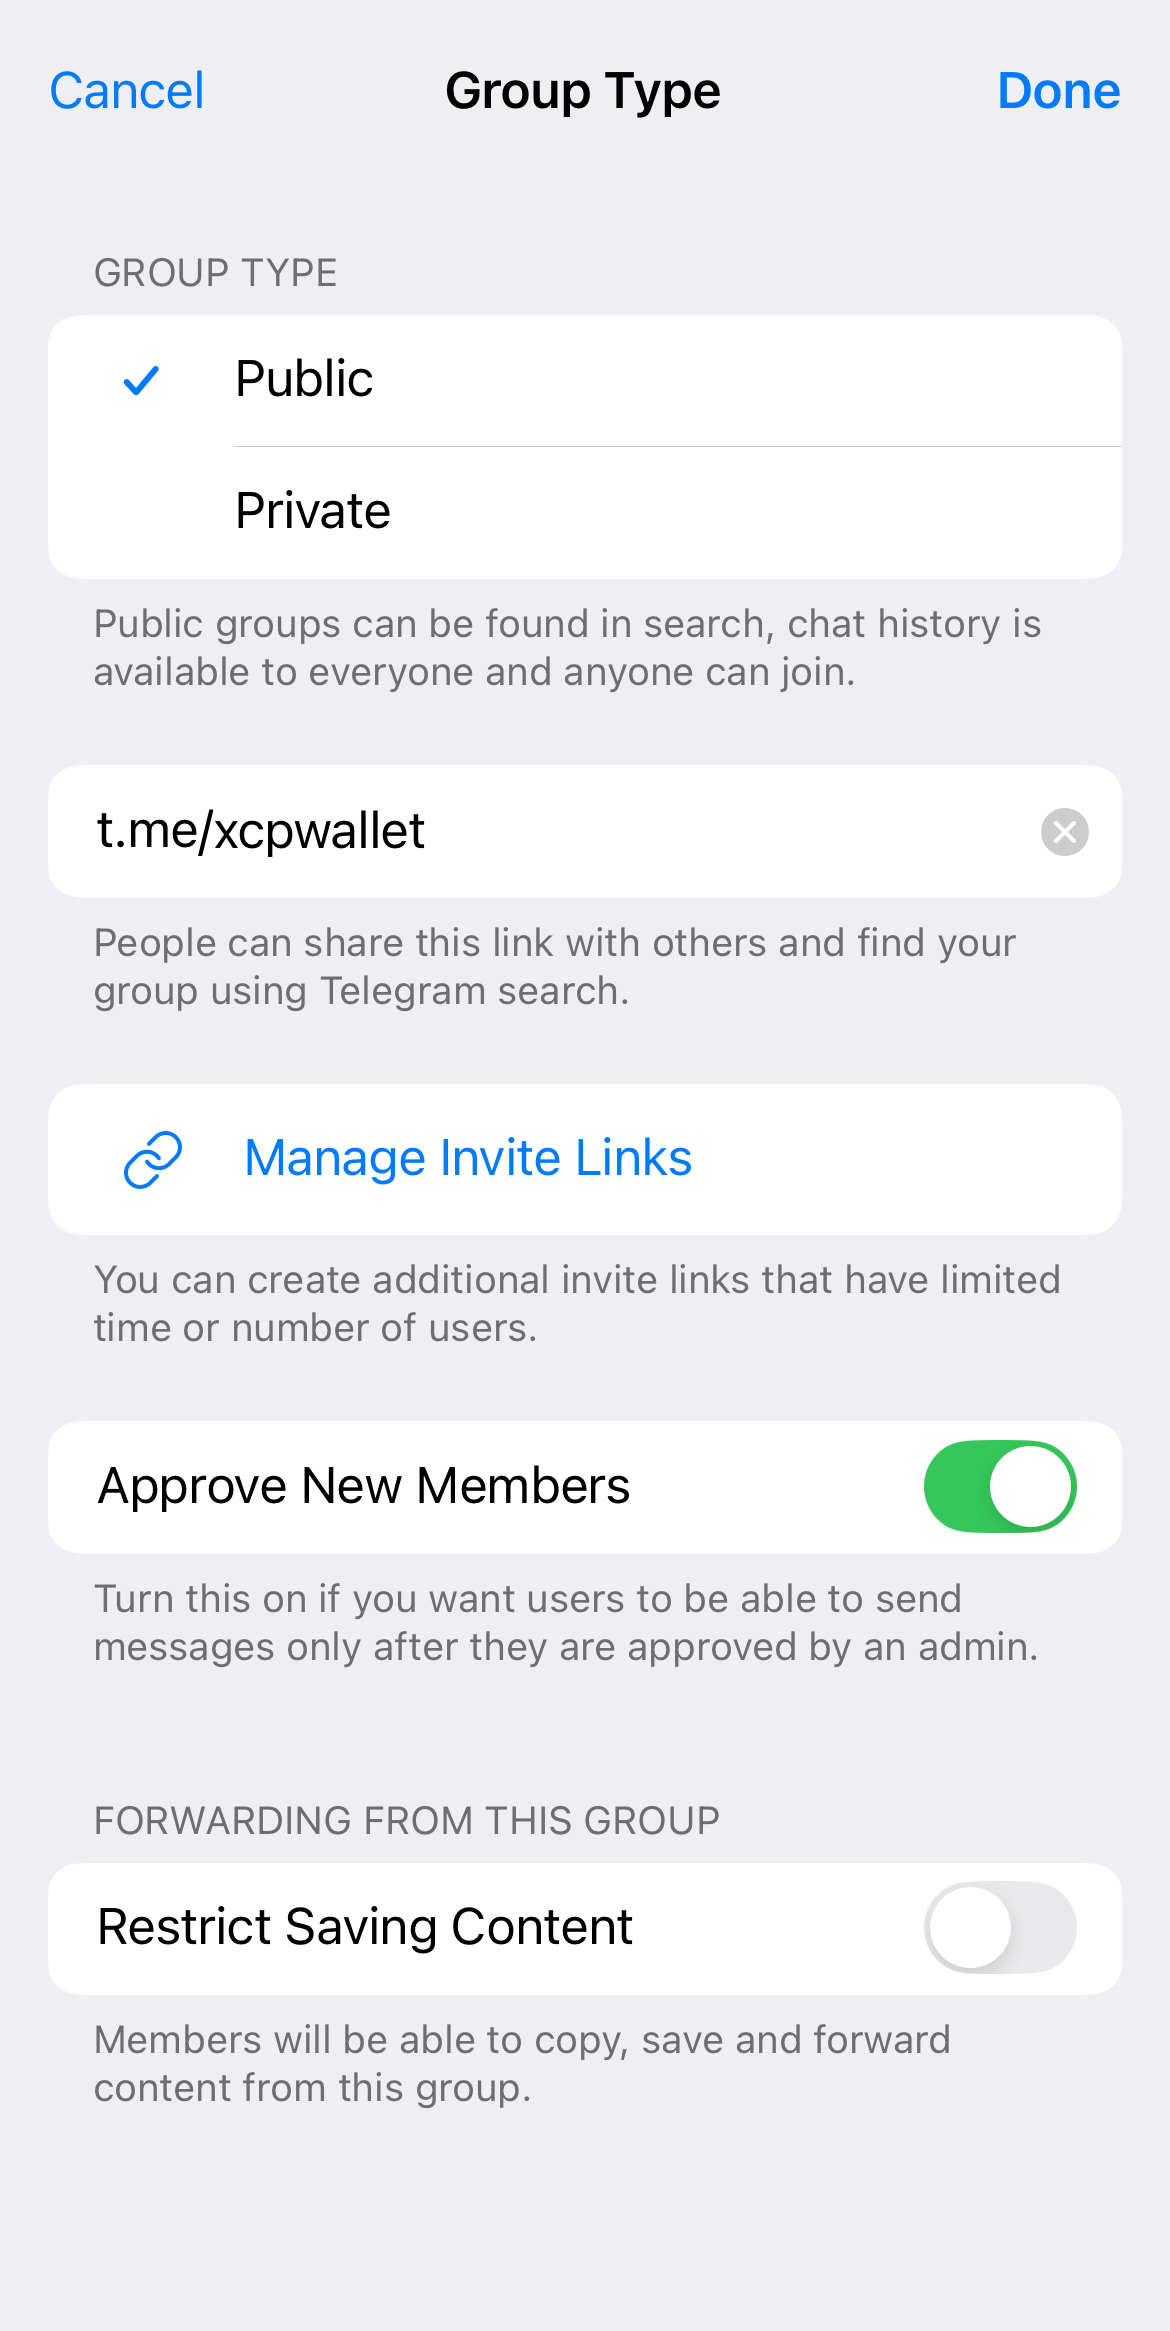 Cancel
Group Type
Done
GROUP TYPE
Public
Private
Public groups can be found in search, chat history is
available to everyone and anyone can join.
t.me/xcpwallet
People can share this link with others and find your
group using Telegram search.
Manage Invite Links
You can create additional invite links that have limited
time or number of users.
Approve New Members
Turn this on if you want users to be able to send
messages only after they are approved by an admin.
FORWARDING FROM THIS GROUP
Restrict Saving Content
Members will be able to copy, save and forward
content from this group.